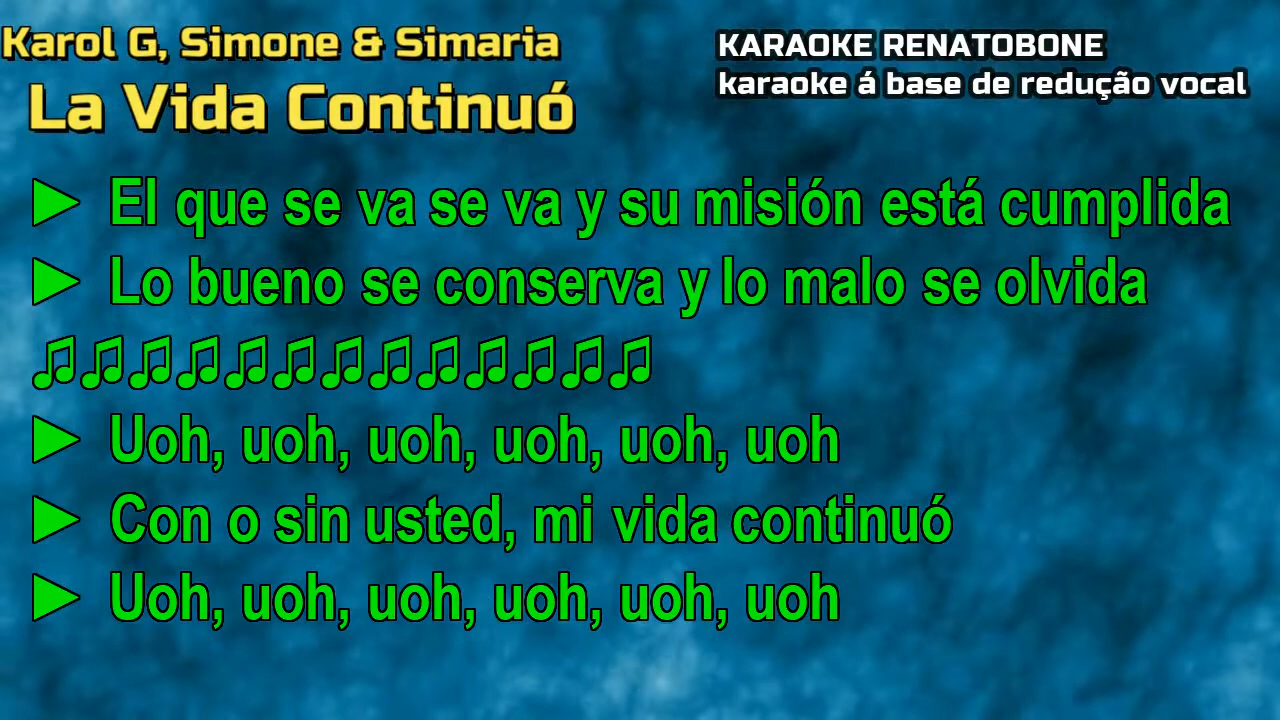 Karol G, Simone & Simaria
La Vida Continuó
KARAOKE RENATOBONE
karaoke á base de redução vocal
► El que se va se va y su misión está cumplida
► Lo bueno se conserva y lo malo se olvida
♫♫♫♫♫♫♫♫♫♫♫♫♫
► Uoh, uoh, uoh, uoh, uoh, uoh
► Con o sin usted, mi vida continuó
► Uoh, uoh, uoh, uoh, uoh, uoh